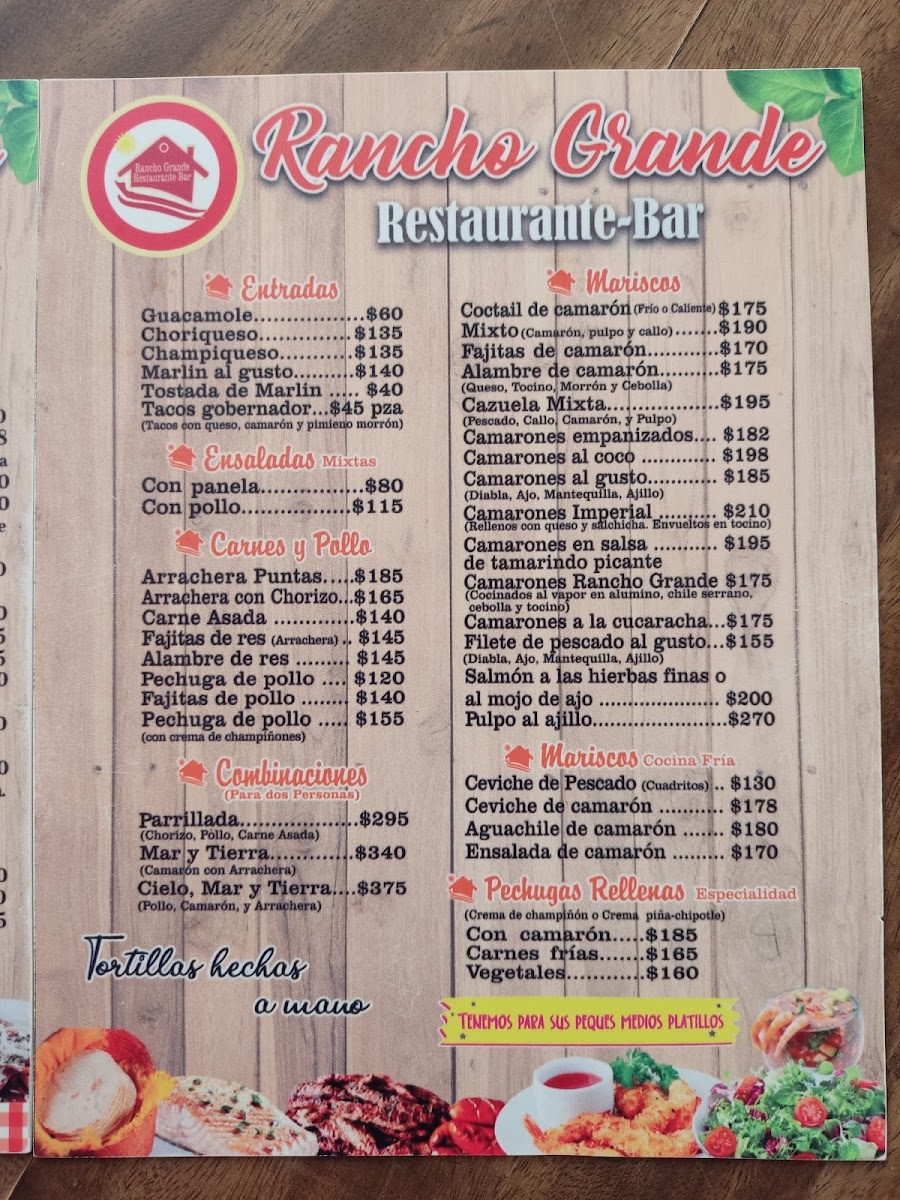 Rancho Grande
Restaurante Bar
Rancho Grande
Restaurante-Bar
Entradas
Guacamole.................$60
Choriqueso..............$135
Champiqueso...........$135
Marlin al gusto.........$140
Tostada de Marlin ..... $40
Tacos gobernador...$45 pza
(Tacos con queso, camarón y pimieno morrón)
Ensaladas Mixtas
Con panela................$80
Con pollo.................$115
Carnes y Pollo
Arrachera Puntas.....$185
Arrachera con Chorizo...$165
Carne Asada ............$140
Fajitas de res (Arrachera) .. $145
Alambre de res ......... $145
Pechuga de pollo .... $120
Fajitas de pollo ........ $140
Pechuga de pollo ..... $155
(con crema de champiñones)
Combinaciones
(Para dos Personas)
Parrillada..................$295
(Chorizo, Pollo, Carne Asada)
Mar y Tierra.............$340
(Camarón con Arrachera)
Cielo, Mar y Tierra....$375
(Pollo, Camarón, y Arrachera)
Tortillas hechas
a mano
Mariscos
Coctail de camarón (Frío o Caliente) $175
Mixto (Camarón, pulpo y callo).......$190
Fajitas de camarón...........$170
Alambre de camarón..........$175
(Queso, Tocino, Morrón y Cebolla)
Cazuela Mixta.................$195
(Pescado, Callo, Camarón, y Pulpo)
Camarones empanizados.... $182
Camarones al coco ............. $198
Camarones al gusto............ $185
(Diabla, Ajo, Mantequilla, Ajillo)
Camarones Imperial .......... $210
(Rellenos con queso y salchicha. Envueltos en tocino)
Camarones en salsa ........... $195
de tamarindo picante
Camarones Rancho Grande $175
(Cocinados al vapor en alumino, chile serrano,
cebolla y tocino)
Camarones a la cucaracha...$175
Filete de pescado al gusto...$155
(Diabla, Ajo, Mantequilla, Ajillo)
Salmón a las hierbas finas o
al mojo de ajo ..................... $200
Pulpo al ajillo.......................$270
Mariscos Cocina Fría
Ceviche de Pescado (Cuadritos) .. $130
Ceviche de camarón ........... $178
Aguachile de camarón ....... $180
Ensalada de camarón ......... $170
Pechugas Rellenas Especialidad
(Crema de champiñón o Crema piña-chipotle)
Con camarón.....$185
Carnes frías.......$165
Vegetales............$160
TENEMOS PARA SUS PEQUES MEDIOS PLATILLOS